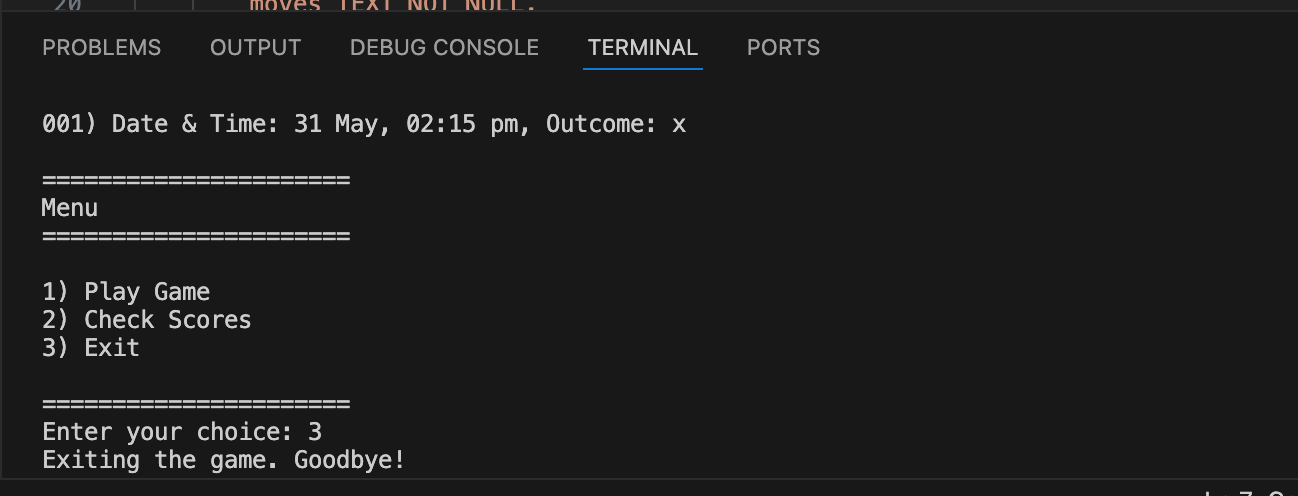 20 moves TEXT NOT NULL,
PROBLEMS OUTPUT DEBUG CONSOLE TERMINAL PORTS
001) Date & Time: 31 May, 02:15 pm, Outcome: x
======================
Menu
======================
1) Play Game
2) Check Scores
3) Exit
======================
Enter your choice: 3
Exiting the game. Goodbye!